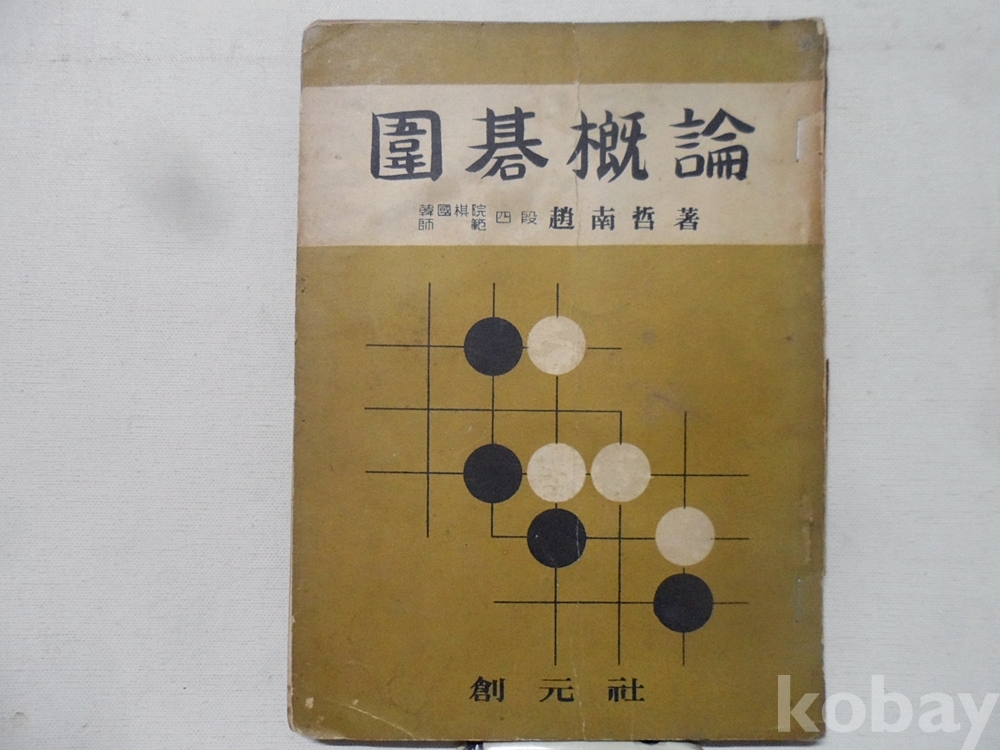 圍碁槪論
韓國棋院
師範 四段 趙南哲 著
創元社
kobay